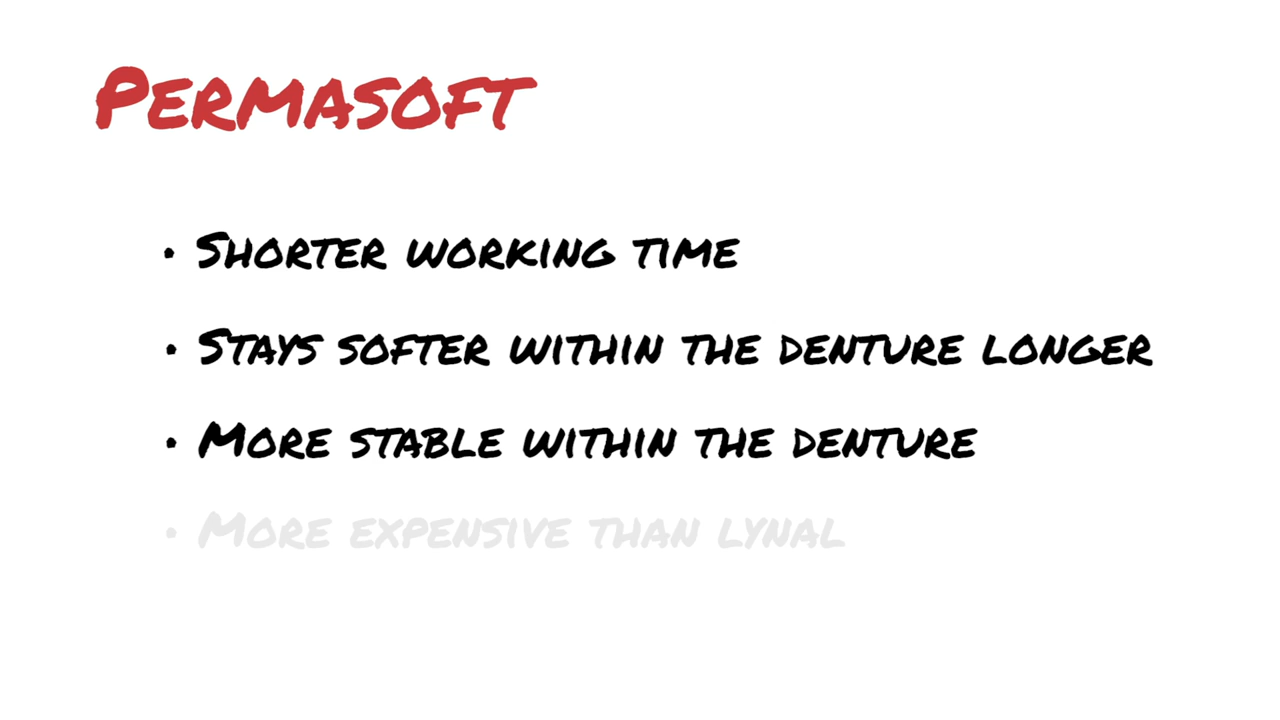 Permasoft
• Shorter working time
• Stays softer within the denture longer
• More stable within the denture
• More expensive than lynal